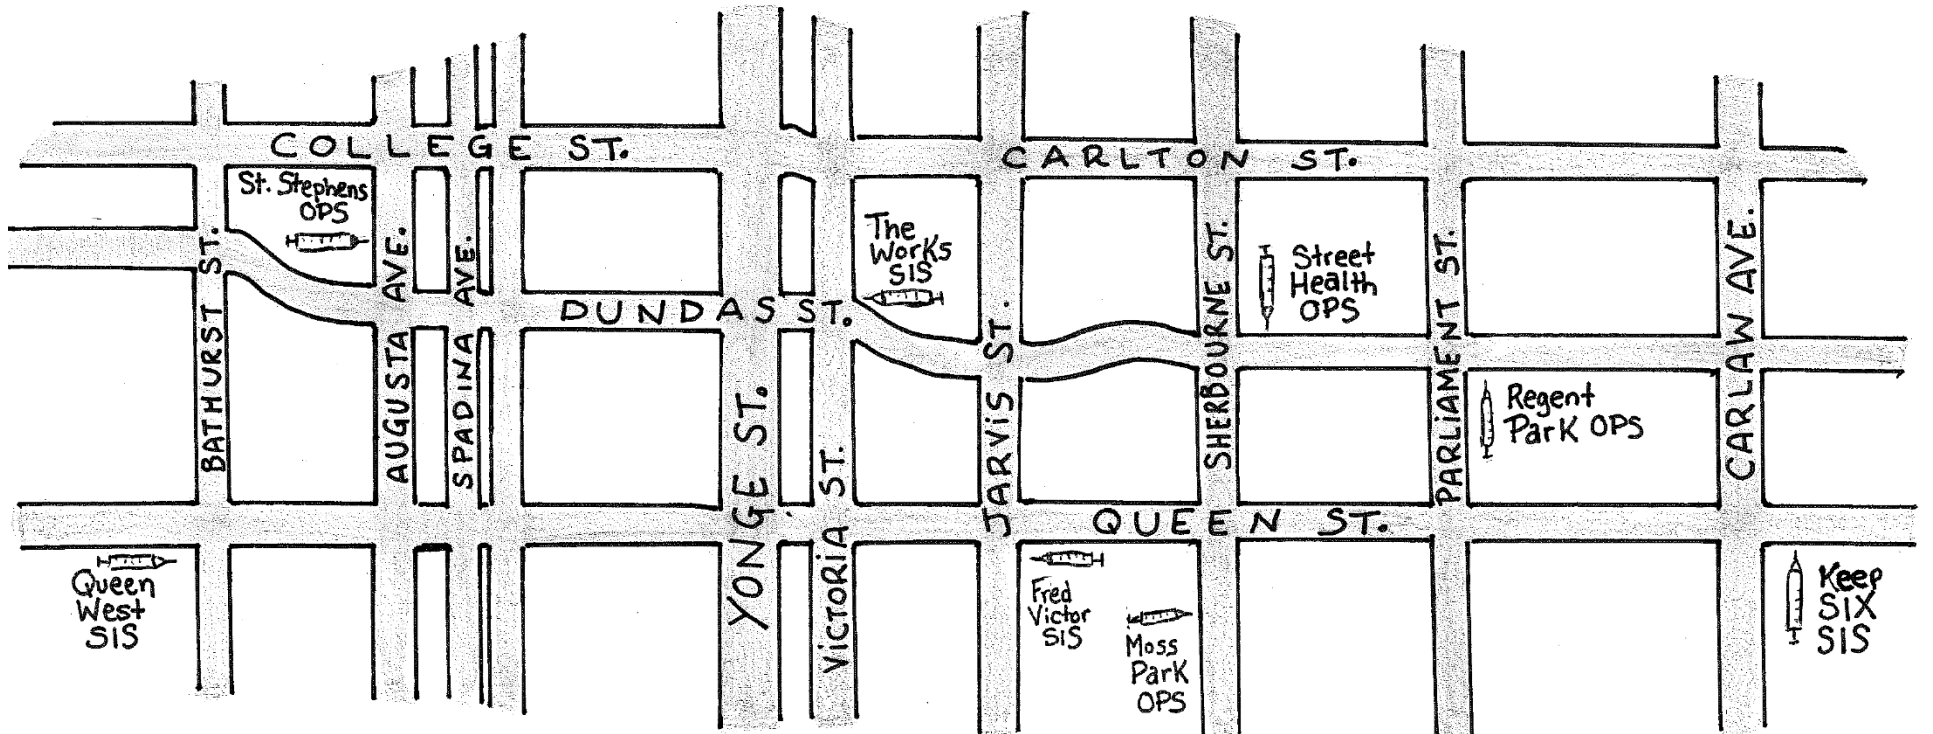 COLLEGE ST.
CARLTON ST.
St. Stephens
OPS
The
Works
SIS
Street
Health
OPS
DUNDAS ST.
BATHURST ST.
AUGUSTA AVE.
SPADINA AVE.
YONGE ST.
VICTORIA ST.
JARVIS ST.
SHERBOURNE ST.
PARLIAMENT ST.
CARLAW AVE.
Regent
Park OPS
QUEEN ST.
Queen
West
SIS
Fred
Victor
SIS
Moss
Park
OPS
Keep
SIX
SIS